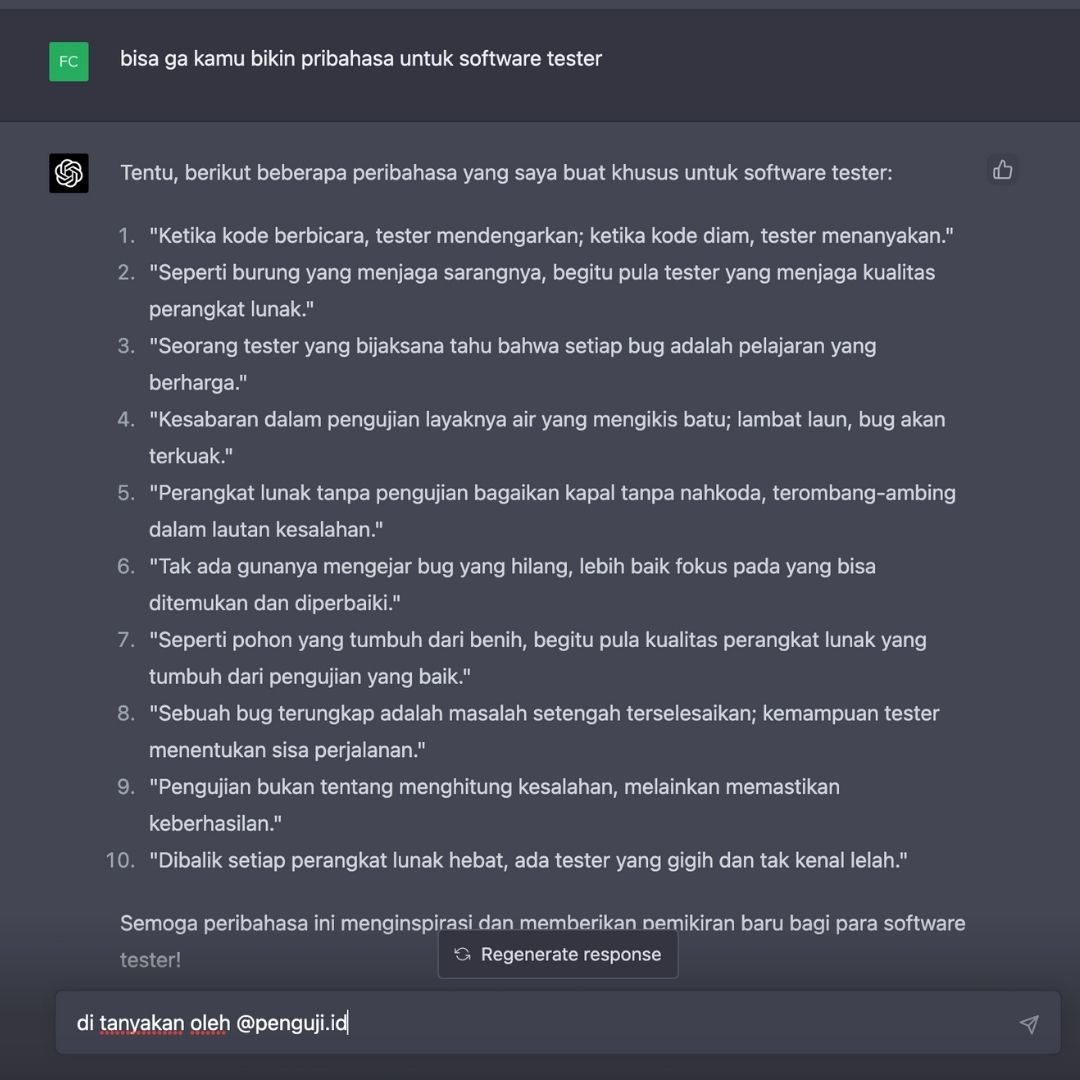 FC
bisa ga kamu bikin pribahasa untuk software tester
Tentu, berikut beberapa peribahasa yang saya buat khusus untuk software tester:
1. "Ketika kode berbicara, tester mendengarkan; ketika kode diam, tester menanyakan."
2. "Seperti burung yang menjaga sarangnya, begitu pula tester yang menjaga kualitas
perangkat lunak."
3. "Seorang tester yang bijaksana tahu bahwa setiap bug adalah pelajaran yang
berharga."
4. "Kesabaran dalam pengujian layaknya air yang mengikis batu; lambat laun, bug akan
terkuak."
5. "Perangkat lunak tanpa pengujian bagaikan kapal tanpa nahkoda, terombang-ambing
dalam lautan kesalahan."
6. "Tak ada gunanya mengejar bug yang hilang, lebih baik fokus pada yang bisa
ditemukan dan diperbaiki."
7. "Seperti pohon yang tumbuh dari benih, begitu pula kualitas perangkat lunak yang
tumbuh dari pengujian yang baik."
8. "Sebuah bug terungkap adalah masalah setengah terselesaikan; kemampuan tester
menentukan sisa perjalanan."
9. "Pengujian bukan tentang menghitung kesalahan, melainkan memastikan
keberhasilan."
10. "Dibalik setiap perangkat lunak hebat, ada tester yang gigih dan tak kenal lelah."
Semoga peribahasa ini menginspirasi dan memberikan pemikiran baru bagi para software
tester!
Regenerate response
di tanyakan oleh @penguji.id